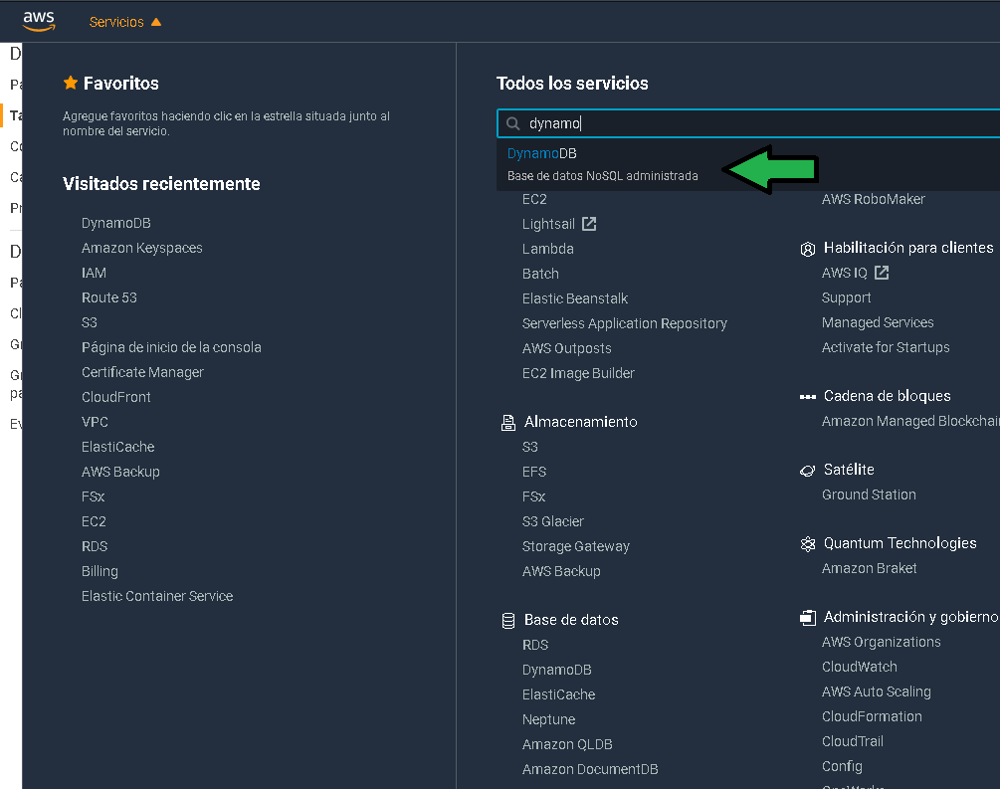 aws
Servicios
Favoritos
Agregue favoritos haciendo clic en la estrella situada junto al
nombre del servicio.
Visitados recientemente
DynamoDB
Amazon Keyspaces
IAM
Route 53
S3
Página de inicio de la consola
Certificate Manager
CloudFront
VPC
ElastiCache
AWS Backup
FSx
EC2
RDS
Billing
Elastic Container Service
Todos los servicios
dynamo
DynamoDB
Base de datos NoSQL administrada
EC2
Lightsail
Lambda
Batch
Elastic Beanstalk
Serverless Application Repository
AWS Outposts
EC2 Image Builder
Almacenamiento
S3
EFS
FSx
S3 Glacier
Storage Gateway
AWS Backup
Base de datos
RDS
DynamoDB
ElastiCache
Neptune
Amazon QLDB
Amazon DocumentDB
AWS RoboMaker
Habilitación para clientes
AWS IQ
Support
Managed Services
Activate for Startups
Cadena de bloques
Amazon Managed Blockchai
Satélite
Ground Station
Quantum Technologies
Amazon Braket
Administración y gobierno
AWS Organizations
CloudWatch
AWS Auto Scaling
CloudFormation
CloudTrail
Config